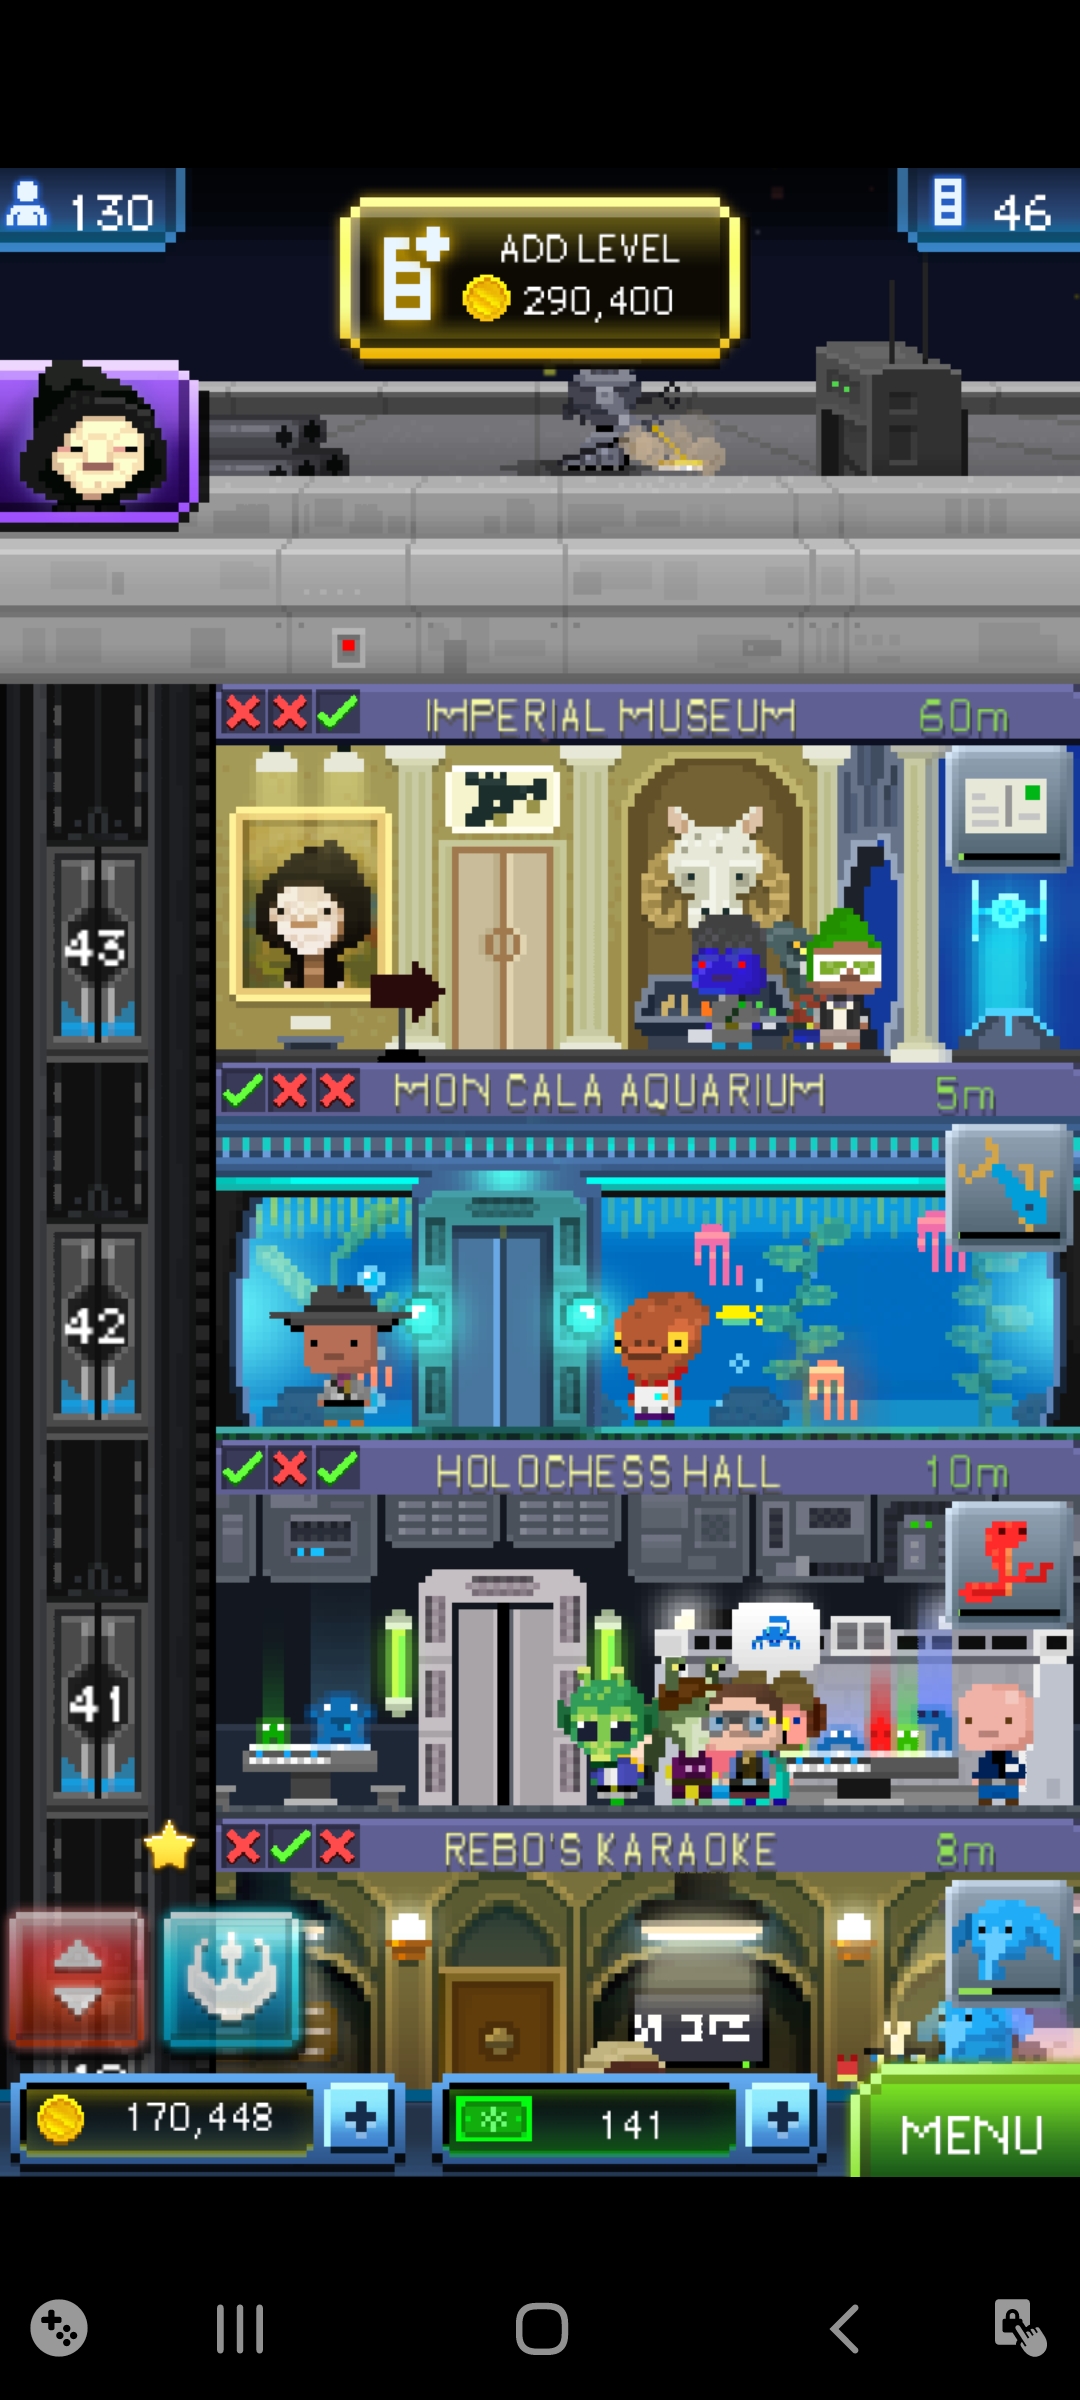 130
ADD LEVEL
290,400
46
IMPERIAL MUSEUM
60m
43
MON CALA AQUARIUM
5m
42
HOLOCHESS HALL
10m
41
REBO'S KARAOKE
8m
170,448
141
MENU